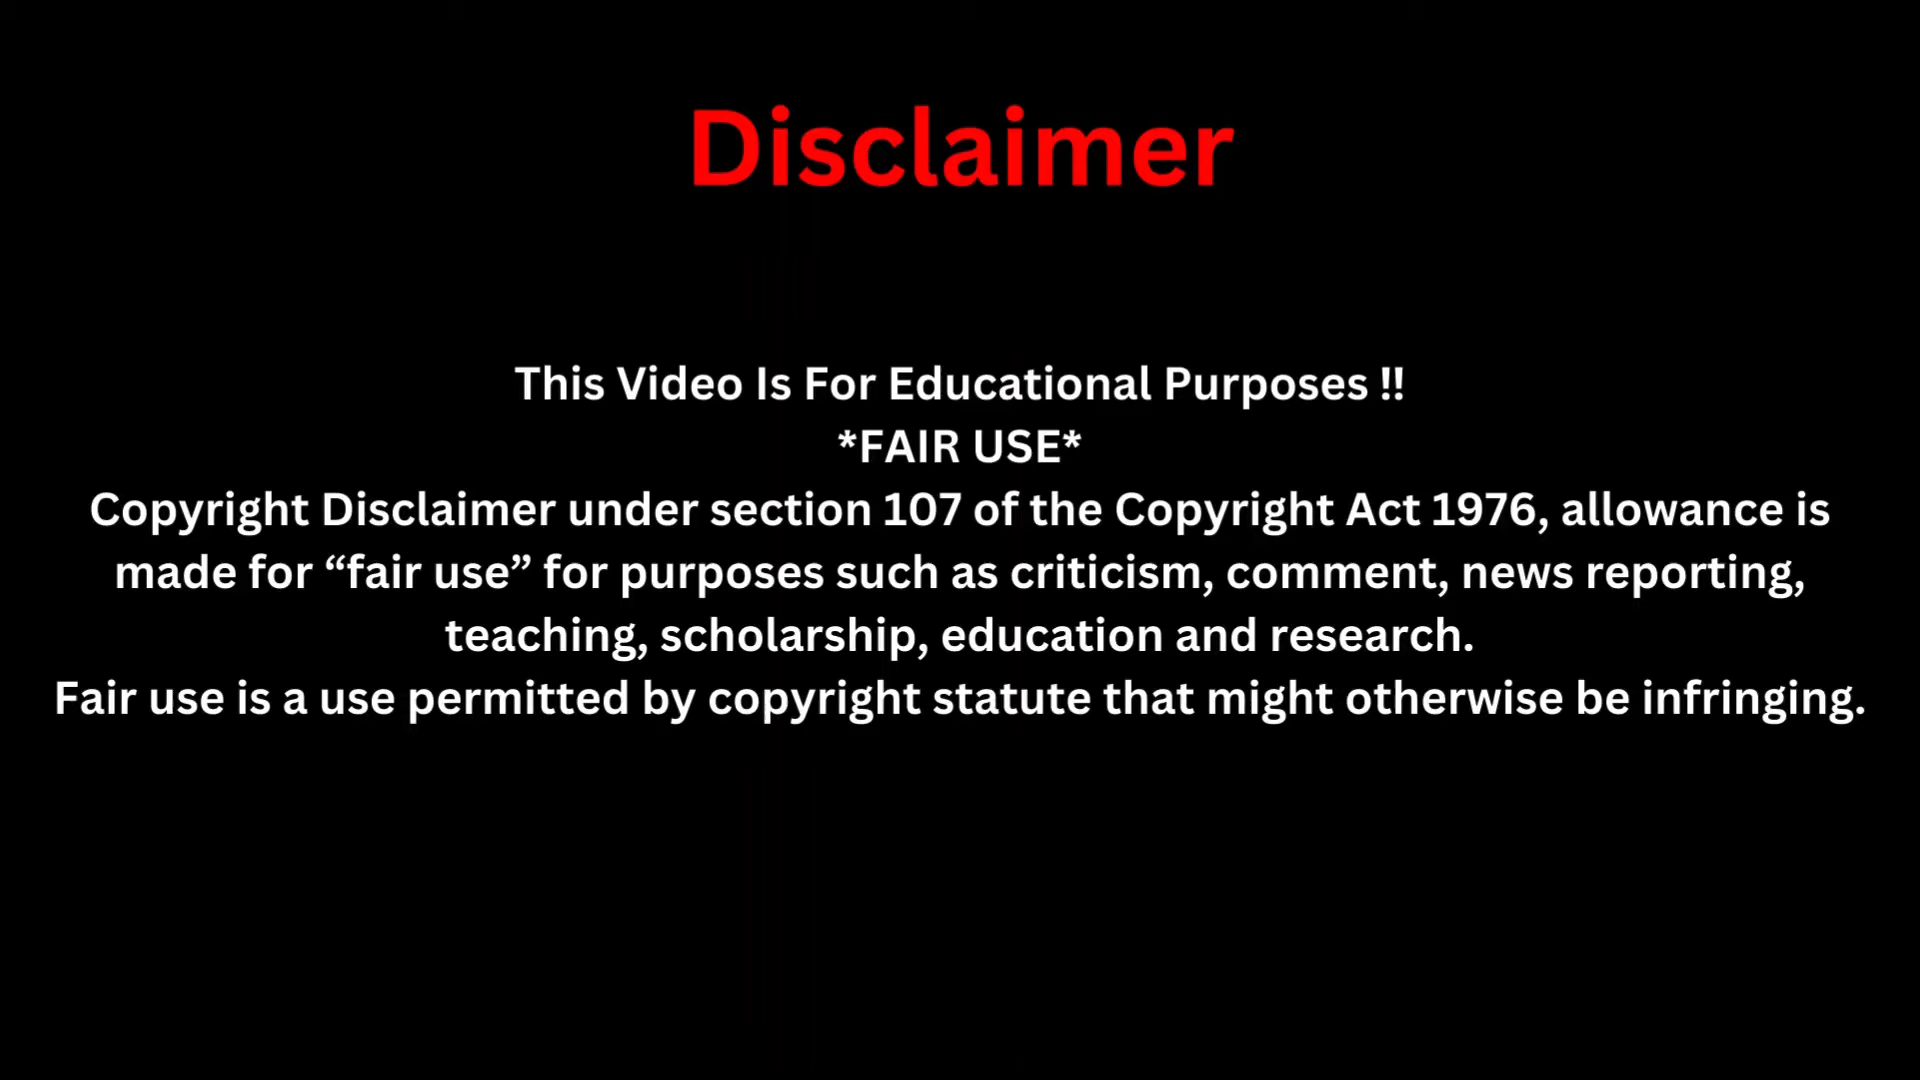 Disclaimer
This Video Is For Educational Purposes !!
*FAIR USE*
Copyright Disclaimer under section 107 of the Copyright Act 1976, allowance is
made for “fair use” for purposes such as criticism, comment, news reporting,
teaching, scholarship, education and research.
Fair use is a use permitted by copyright statute that might otherwise be infringing.